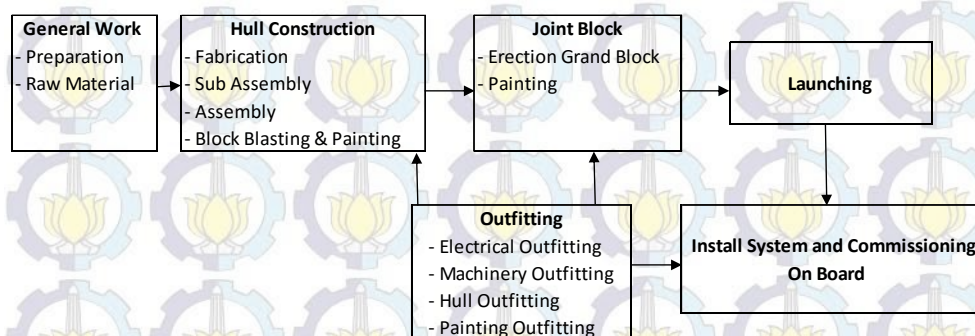 General Work
- Preparation
- Raw Material
Hull Construction
- Fabrication
- Sub Assembly
- Assembly
- Block Blasting & Painting
Joint Block
- Erection Grand Block
- Painting
Launching
Outfitting
- Electrical Outfitting
- Machinery Outfitting
- Hull Outfitting
- Painting Outfitting
Install System and Commissioning
On Board